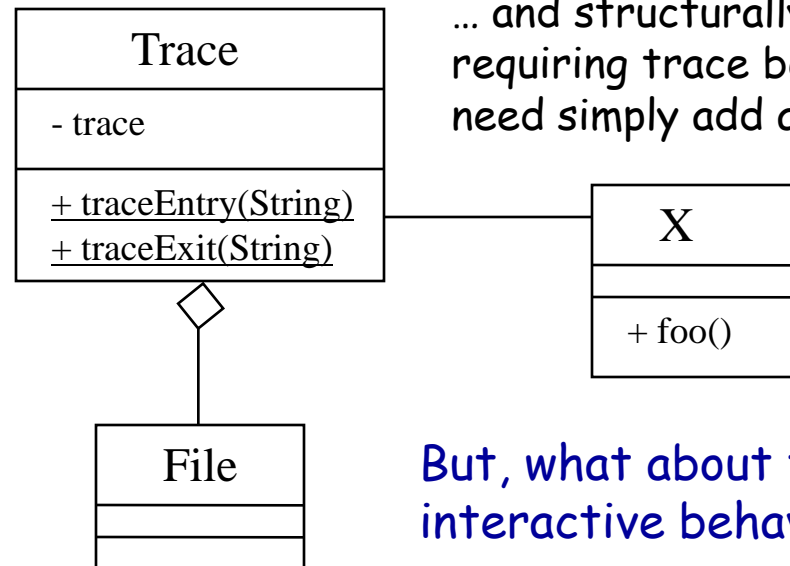 … and structurally
requiring trace
need simply add
Trace
- trace
+ traceEntry(String)
+ traceExit(String)
X
+ foo()
File
But, what about
interactive